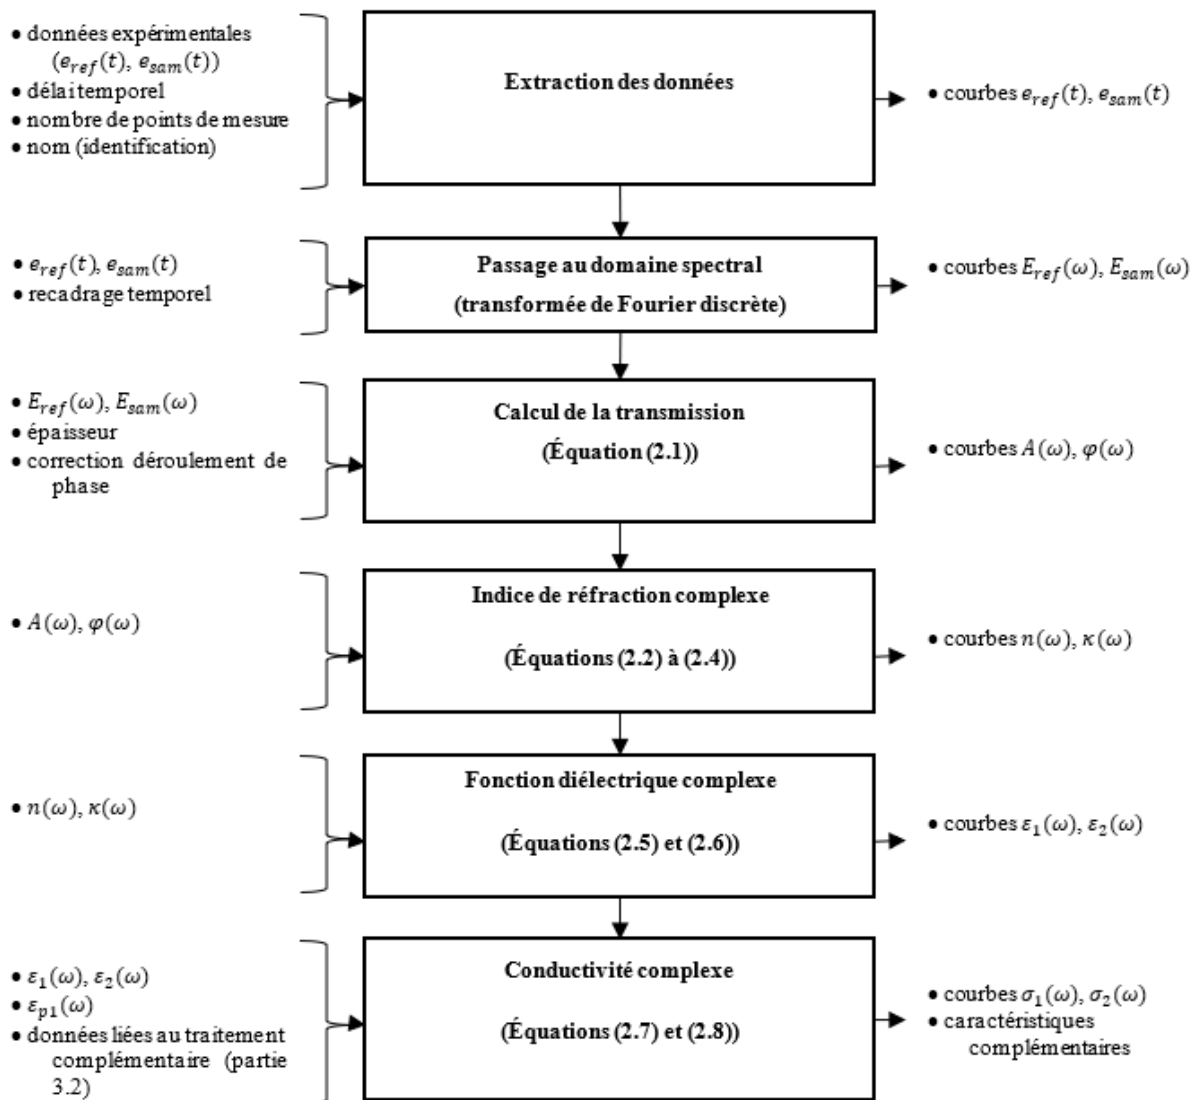 • données expérimentales
(e_ref(t), e_sam(t))
• délai temporel
• nombre de points de mesure
• nom (identification)
Extraction des données
• courbes e_ref(t), e_sam(t)
• e_ref(t), e_sam(t)
• recadrage temporel
Passage au domaine spectral
(transformée de Fourier discrète)
• courbes E_ref(ω), E_sam(ω)
• E_ref(ω), E_sam(ω)
• épaisseur
• correction déroulement de
phase
Calcul de la transmission
(Équation (2.1))
• courbes A(ω), φ(ω)
• A(ω), φ(ω)
Indice de réfraction complexe
(Équations (2.2) à (2.4))
• courbes n(ω), κ(ω)
• n(ω), κ(ω)
Fonction diélectrique complexe
(Équations (2.5) et (2.6))
• courbes ε₁(ω), ε₂(ω)
• ε₁(ω), ε₂(ω)
• ε_p1(ω)
• données liées au traitement
complémentaire (partie
3.2)
Conductivité complexe
(Équations (2.7) et (2.8))
• courbes σ₁(ω), σ₂(ω)
• caractéristiques
complémentaires